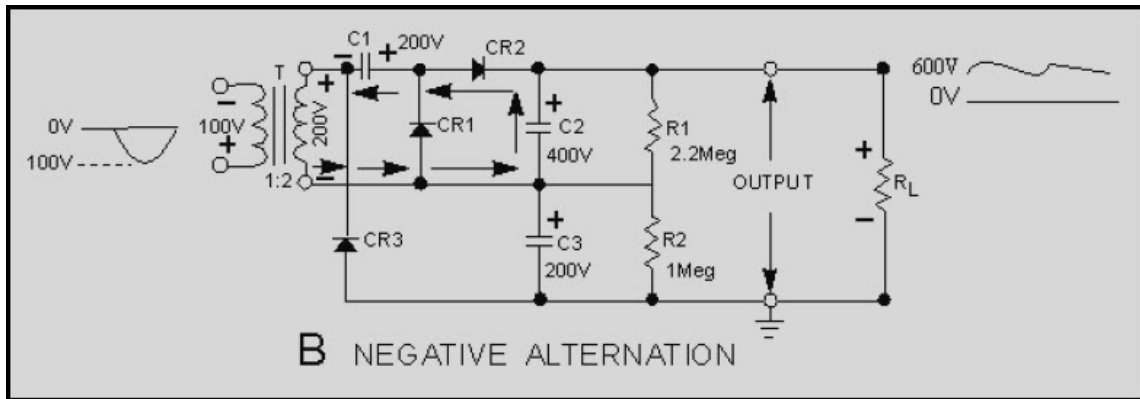 C1
200V
CR2
T
600V
0V
0V
100V
100V
200V
CR1
C2
400V
R1
2.2Meg
OUTPUT
RL
1:2
CR3
C3
200V
R2
1Meg
B NEGATIVE ALTERNATION